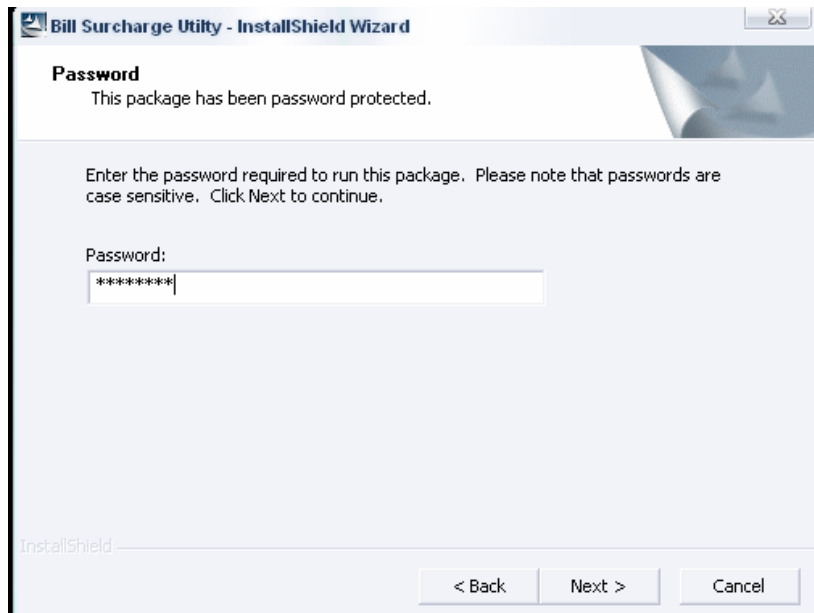 Bill Surcharge Utilty - InstallShield Wizard
Password
This package has been password protected.
Enter the password required to run this package.  Please note that passwords are
case sensitive.  Click Next to continue.
Password:
********
InstallShield
< Back
Next >
Cancel